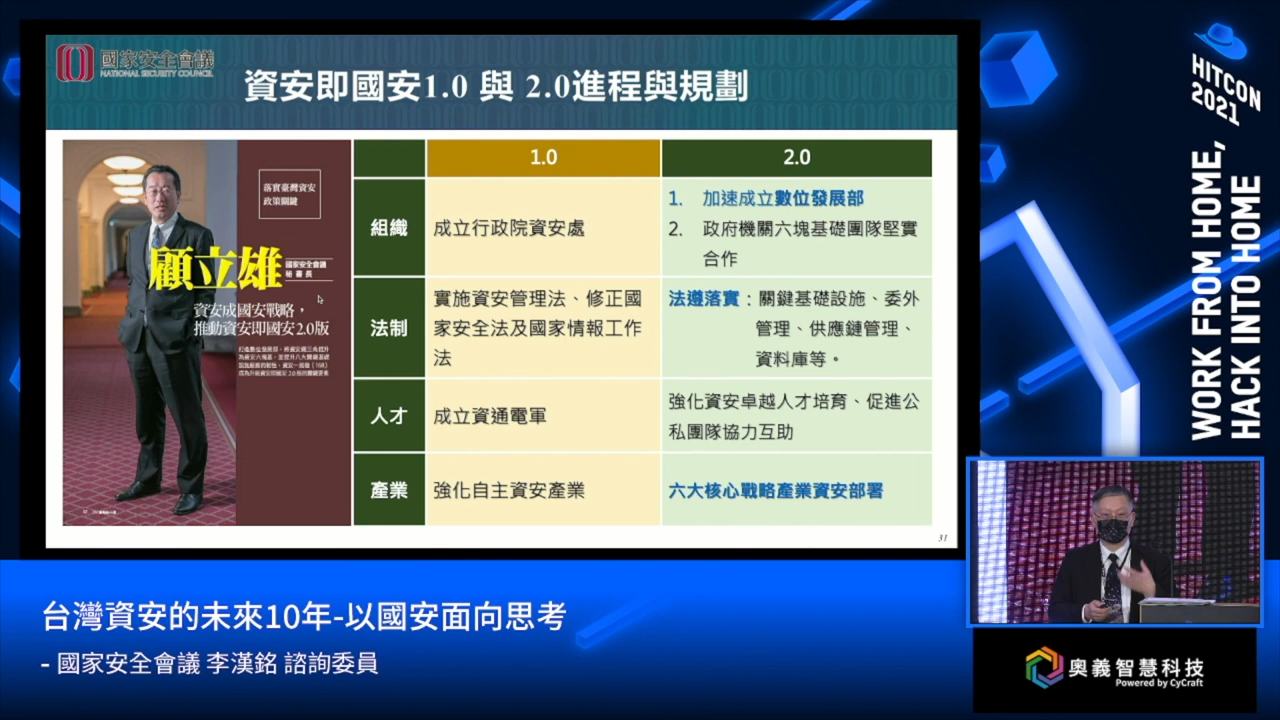 國家安全會議
NATIONAL SECURITY COUNCIL
資安即國安1.0 與 2.0進程與規劃
落實臺灣資安
政策關鍵
顧立雄
國家安全會議
秘書長
資安成國安戰略，
推動資安即國安2.0版
1.0
2.0
組織
成立行政院資安處
1. 加速成立數位發展部
2. 政府機關六塊基礎團隊堅實
合作
法制
實施資安管理法、修正國
家安全法及國家情報工作
法
法遵落實：關鍵基礎設施、委外
管理、供應鏈管理、
資料庫等。
人才
成立資通電軍
強化資安卓越人才培育、促進公
私團隊協力互助
產業
強化自主資安產業
六大核心戰略產業資安部署
31
HITCON
2021
WORK FROM HOME,
HACK INTO HOME
台灣資安的未來10年-以國安面向思考
- 國家安全會議 李漢銘 諮詢委員
奧義智慧科技
Powered by CyCraft